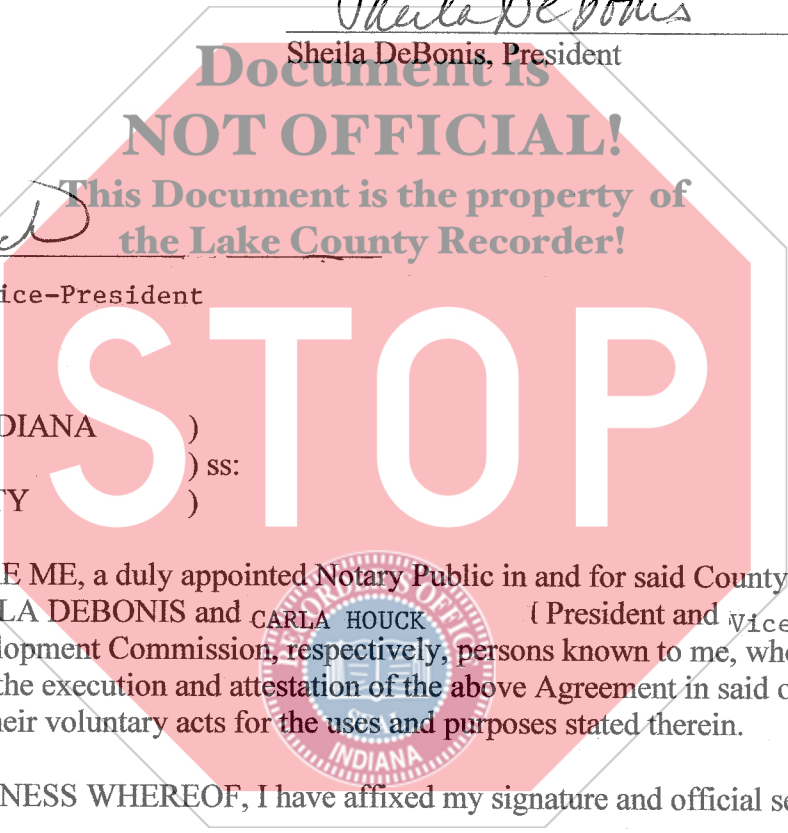 Sheila DeBonis
Sheila DeBonis, President
Document is
NOT OFFICIAL!
This Document is the property of
the Lake County Recorder!
ice-President
STOP
DIANA )
) ss:
TY )
E ME, a duly appointed Notary Public in and for said County
LA DEBONIS and CARLA HOUCK ( President and Vice
lopment Commission, respectively, persons known to me, who
the execution and attestation of the above Agreement in said
heir voluntary acts for the uses and purposes stated therein.
RECORDER'S OFFICE
SEAL
INDIANA
NESS WHEREOF, I have affixed my signature and official se